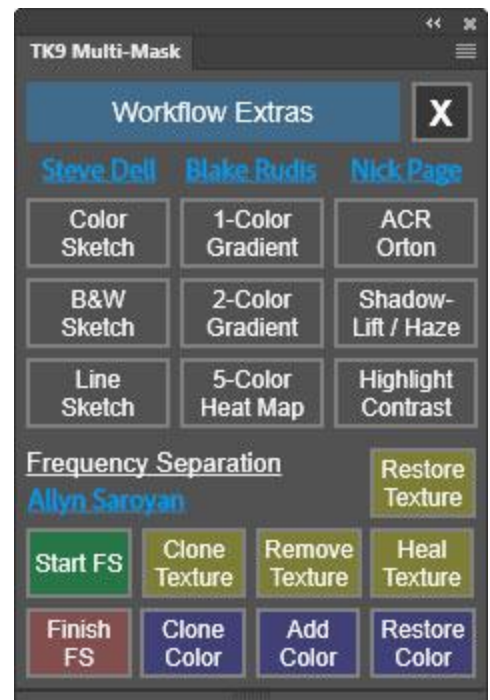 TK9 Multi-Mask
Workflow Extras
X
Steve Dell Blake Rudis Nick Page
Color
Sketch
1-Color
Gradient
ACR
Orton
B&W
Sketch
2-Color
Gradient
Shadow-
Lift / Haze
Line
Sketch
5-Color
Heat Map
Highlight
Contrast
Frequency Separation
Allyn Saroyan
Restore
Texture
Start FS
Clone
Texture
Remove
Texture
Heal
Texture
Finish
FS
Clone
Color
Add
Color
Restore
Color